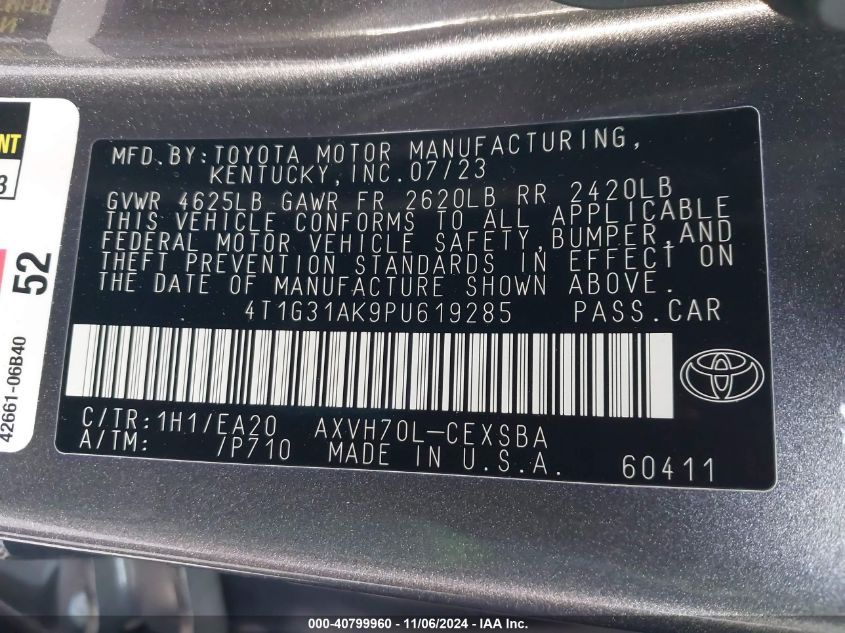 MFD.BY:TOYOTA MOTOR MANUFACTURING,
KENTUCKY,INC.07/23
GVWR 4625LB GAWR FR 2620LB RR 2420LB
THIS VEHICLE CONFORMS TO ALL APPLICABLE
FEDERAL MOTOR VEHICLE SAFETY,BUMPER,AND
THEFT PREVENTION STANDARDS IN EFFECT ON
THE DATE OF MANUFACTURE SHOWN ABOVE.
4T1G31AK9PU619285 PASS.CAR
C/TR:1H1/EA20 AXVH70L-CEXSBA
A/TM: /P710 MADE IN U.S.A. 60411
NT
3
52
42661-06B40
000-40799960 - 11/06/2024 - IAA Inc.